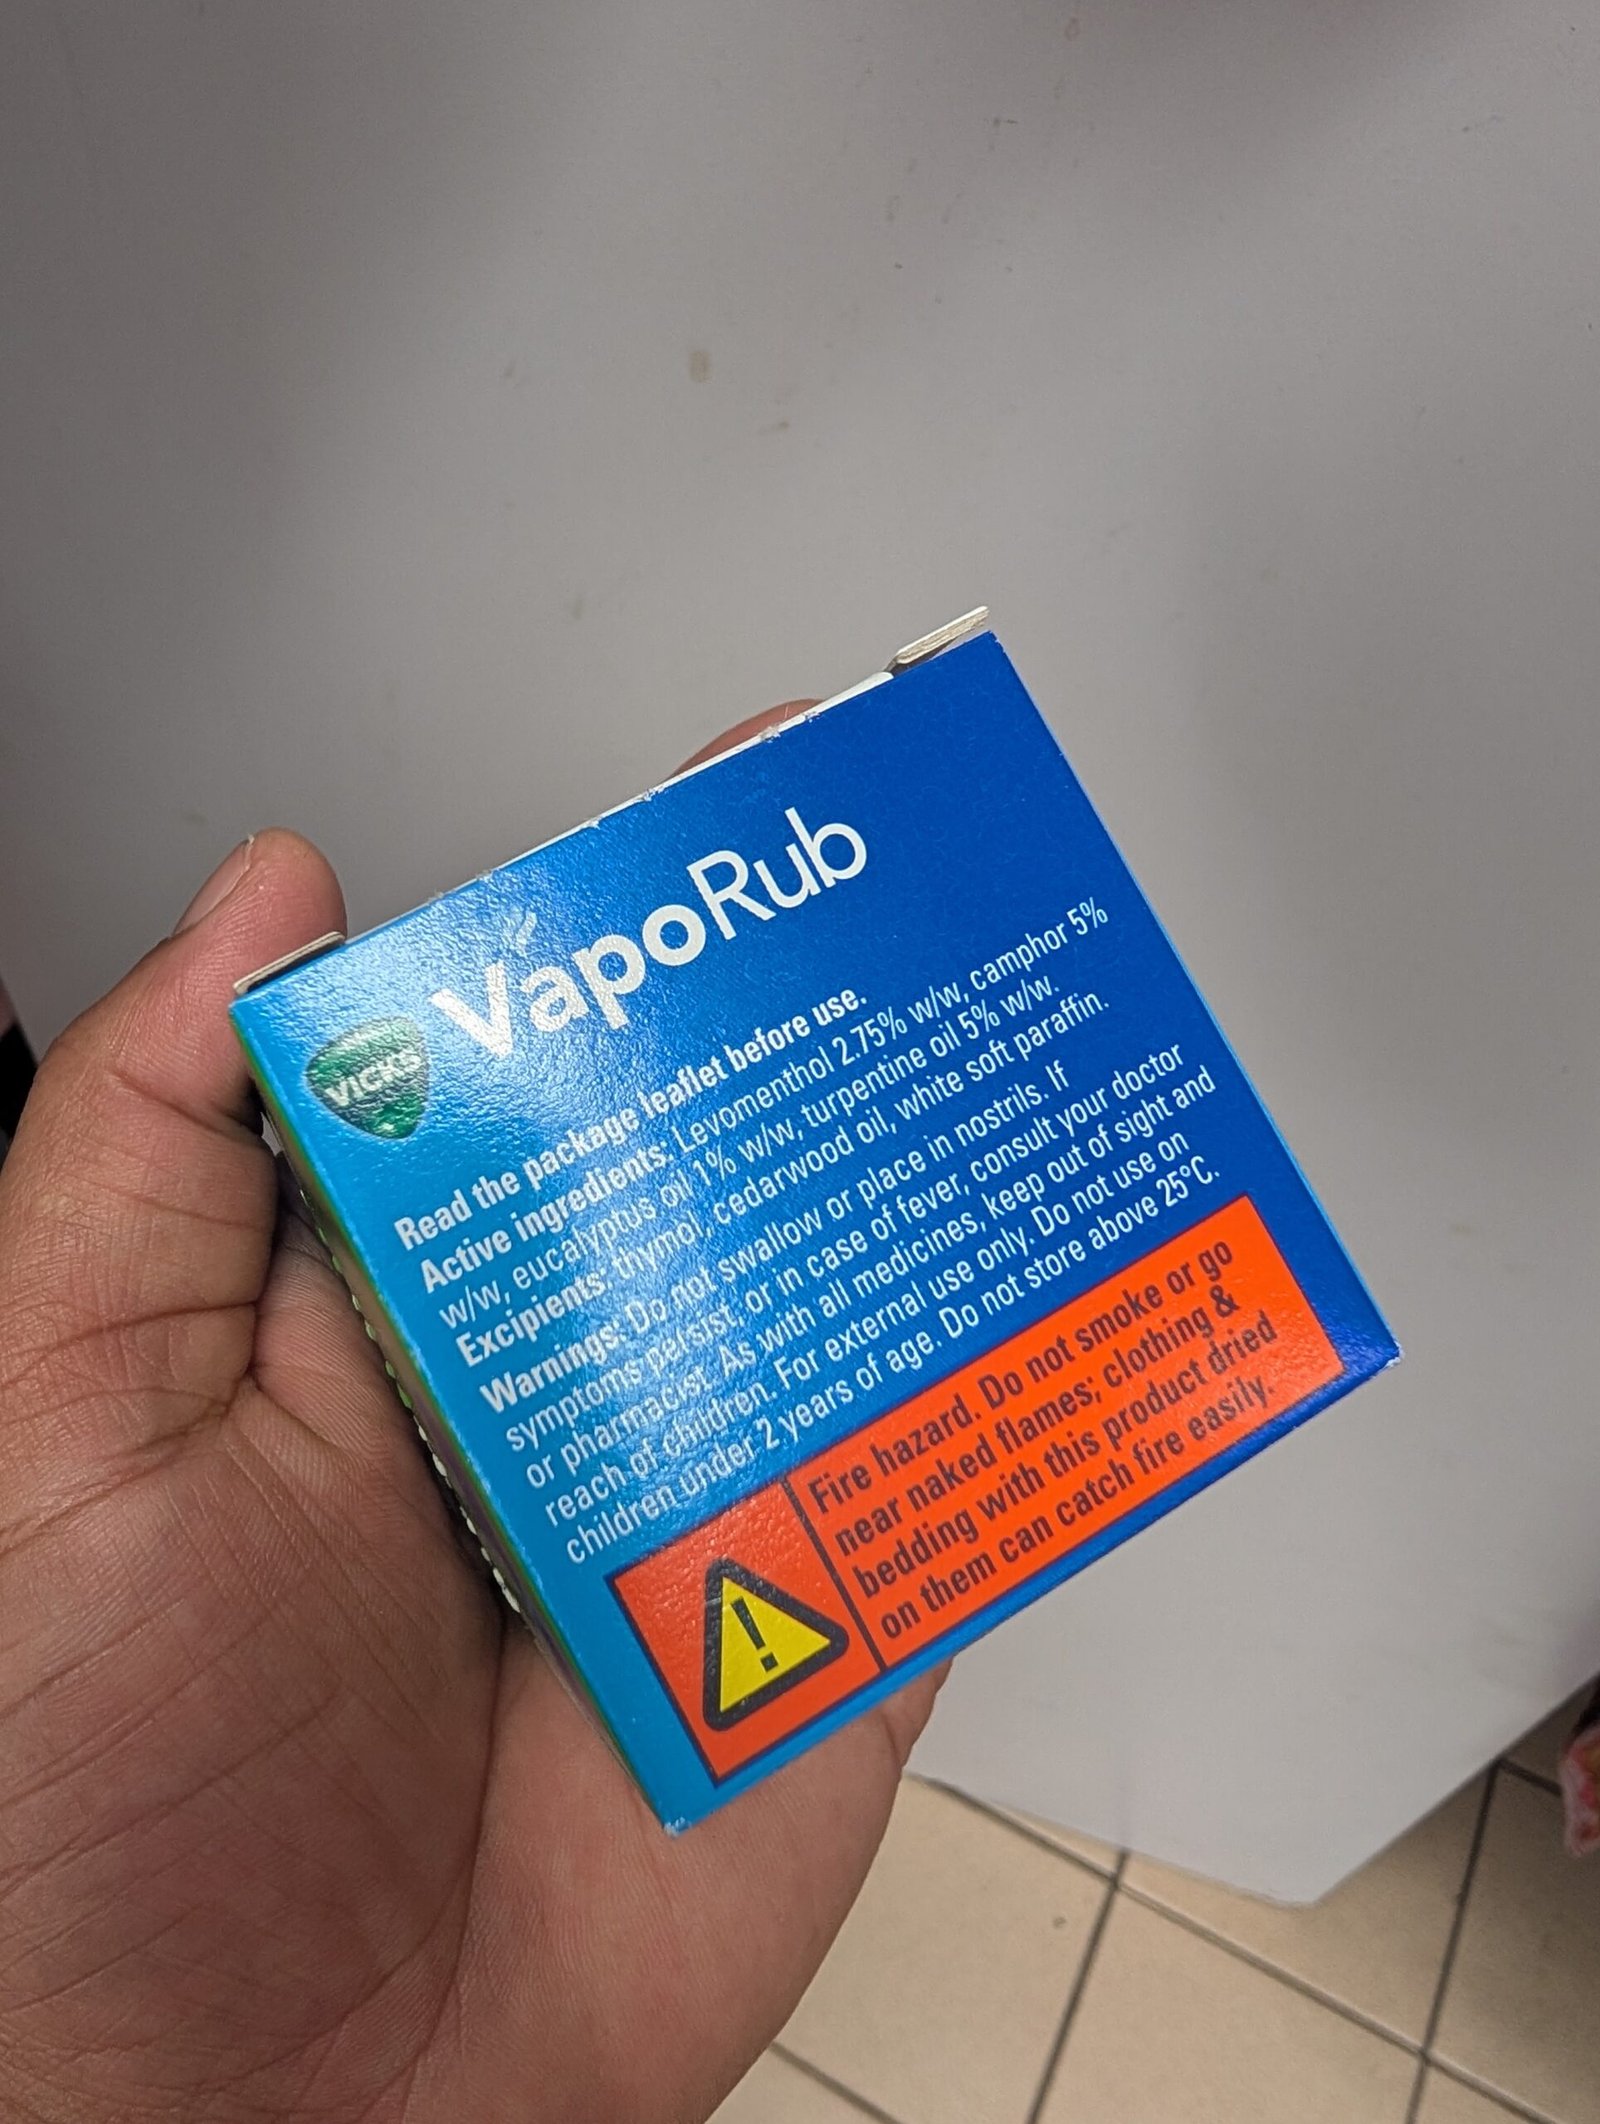 VICKS
VapoRub
Read the package leaflet before use.
Active ingredients: Levomenthol 2.75% w/w, camphor 5%
w/w, eucalyptus oil 1% w/w, turpentine oil 5% w/w.
Excipients: thymol, cedarwood oil, white soft paraffin.
Warnings: Do not swallow or place in nostrils. If
symptoms persist, or in case of fever, consult your doctor
or pharmacist. As with all medicines, keep out of sight and
reach of children. For external use only. Do not use on
children under 2 years of age. Do not store above 25°C.
!
Fire hazard. Do not smoke or go
near naked flames; clothing &
bedding with this product dried
on them can catch fire easily.